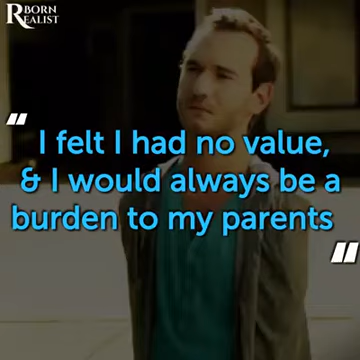 BORN
REALIST
" I felt I had no value,
& I would always be a
burden to my parents "